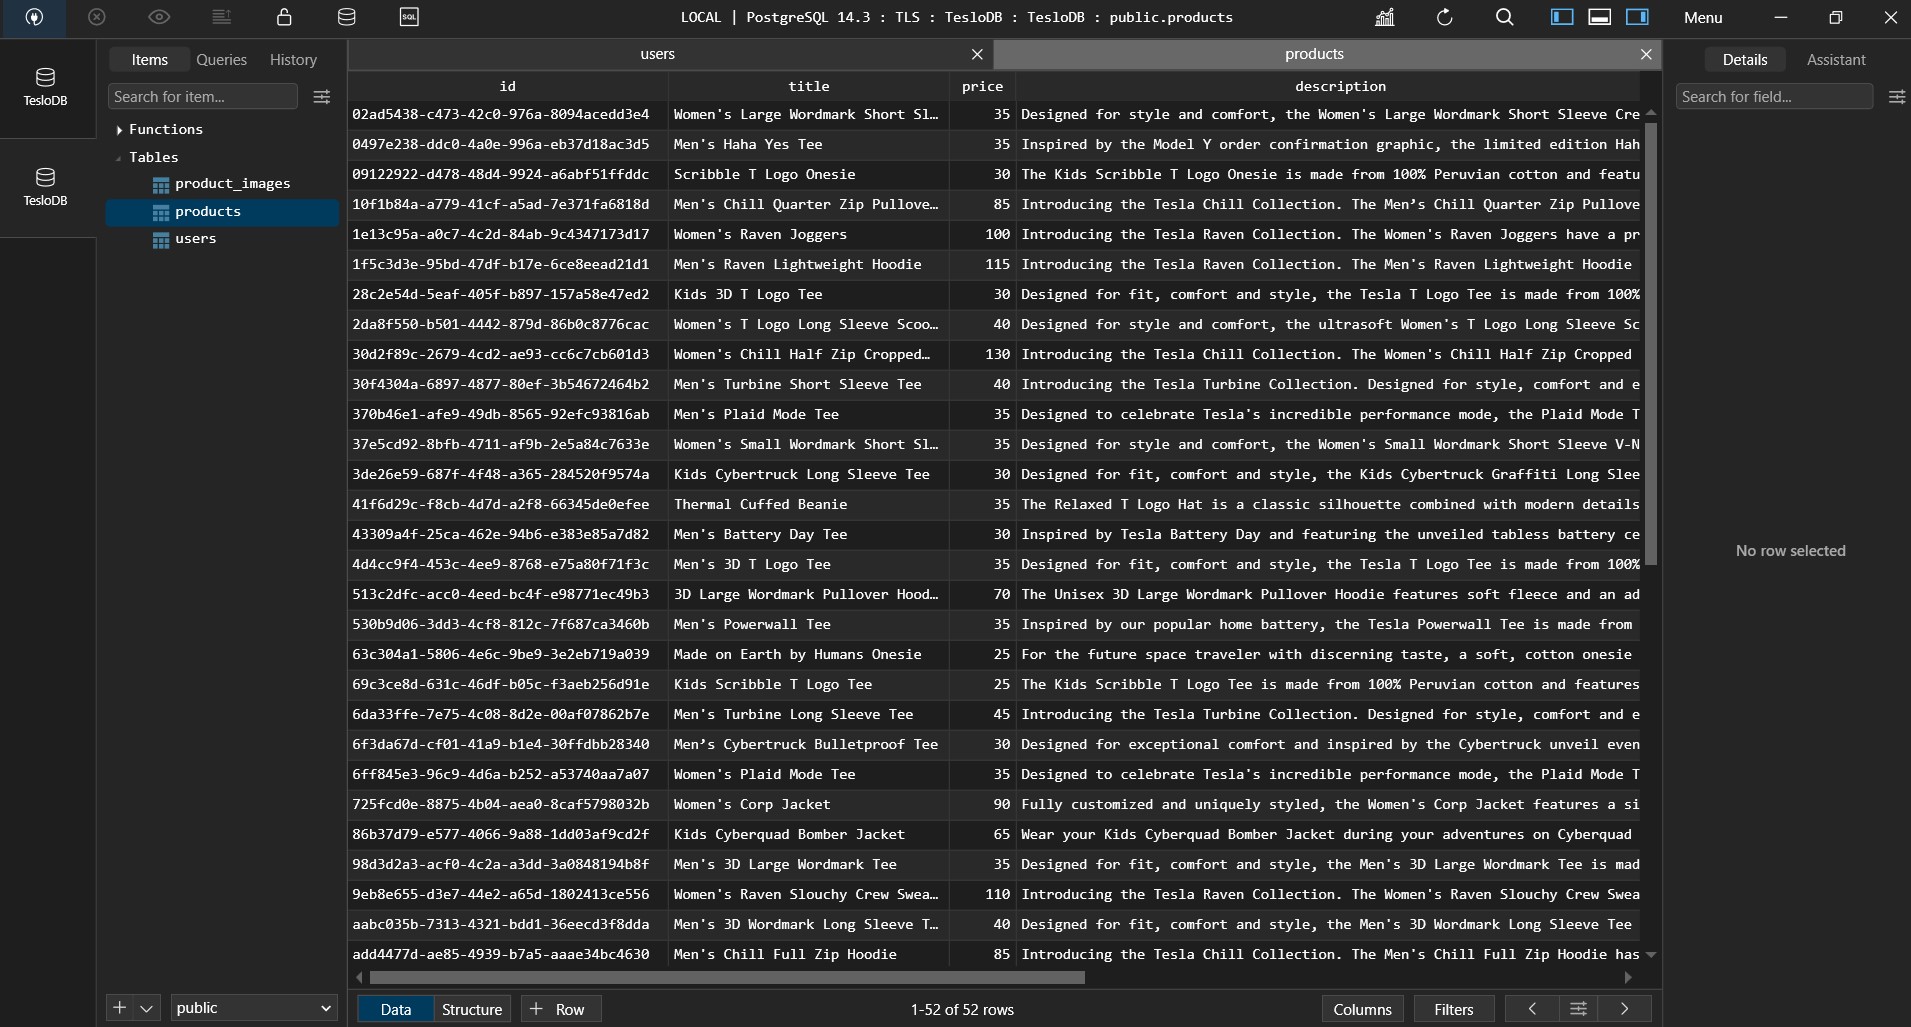 SQL
LOCAL | PostgreSQL 14.3 : TLS : TesloDB : TesloDB : public.products
Menu
TesloDB
TesloDB
Items Queries History
Search for item...
Functions
Tables
product_images
products
users
public
users
products
id title price description
02ad5438-c473-42c0-976a-8094acedd3e4 Women's Large Wordmark Short Sl… 35 Designed for style and comfort, the Women's Large Wordmark Short Sleeve Cre
0497e238-ddc0-4a0e-996a-eb37d18ac3d5 Men's Haha Yes Tee 35 Inspired by the Model Y order confirmation graphic, the limited edition Hah
09122922-d478-48d4-9924-a6abf51ffddc Scribble T Logo Onesie 30 The Kids Scribble T Logo Onesie is made from 100% Peruvian cotton and featu
10f1b84a-a779-41cf-a5ad-7e371fa6818d Men's Chill Quarter Zip Pullove… 85 Introducing the Tesla Chill Collection. The Men’s Chill Quarter Zip Pullove
1e13c95a-a0c7-4c2d-84ab-9c4347173d17 Women's Raven Joggers 100 Introducing the Tesla Raven Collection. The Women's Raven Joggers have a pr
1f5c3d3e-95bd-47df-b17e-6ce8eead21d1 Men's Raven Lightweight Hoodie 115 Introducing the Tesla Raven Collection. The Men's Raven Lightweight Hoodie
28c2e54d-5eaf-405f-b897-157a58e47ed2 Kids 3D T Logo Tee 30 Designed for fit, comfort and style, the Tesla T Logo Tee is made from 100%
2da8f550-b501-4442-879d-86b0c8776cac Women's T Logo Long Sleeve Scoo… 40 Designed for style and comfort, the ultrasoft Women's T Logo Long Sleeve Sc
30d2f89c-2679-4cd2-ae93-cc6c7cb601d3 Women's Chill Half Zip Cropped… 130 Introducing the Tesla Chill Collection. The Women's Chill Half Zip Cropped
30f4304a-6897-4877-80ef-3b54672464b2 Men's Turbine Short Sleeve Tee 40 Introducing the Tesla Turbine Collection. Designed for style, comfort and e
370b46e1-afe9-49db-8565-92efc93816ab Men's Plaid Mode Tee 35 Designed to celebrate Tesla's incredible performance mode, the Plaid Mode T
37e5cd92-8bfb-4711-af9b-2e5a84c7633e Women's Small Wordmark Short Sl… 35 Designed for style and comfort, the Women's Small Wordmark Short Sleeve V-N
3de26e59-687f-4f48-a365-284520f9574a Kids Cybertruck Long Sleeve Tee 30 Designed for fit, comfort and style, the Kids Cybertruck Graffiti Long Slee
41f6d29c-f8cb-4d7d-a2f8-66345de0efee Thermal Cuffed Beanie 35 The Relaxed T Logo Hat is a classic silhouette combined with modern details
43309a4f-25ca-462e-94b6-e383e85a7d82 Men's Battery Day Tee 30 Inspired by Tesla Battery Day and featuring the unveiled tabless battery ce
4d4cc9f4-453c-4ee9-8768-e75a80f71f3c Men's 3D T Logo Tee 35 Designed for fit, comfort and style, the Tesla T Logo Tee is made from 100%
513c2dfc-acc0-4eed-bc4f-e98771ec49b3 3D Large Wordmark Pullover Hood… 70 The Unisex 3D Large Wordmark Pullover Hoodie features soft fleece and an ad
530b9d06-3dd3-4cf8-812c-7f687ca3460b Men's Powerwall Tee 35 Inspired by our popular home battery, the Tesla Powerwall Tee is made from
63c304a1-5806-4e6c-9be9-3e2eb719a039 Made on Earth by Humans Onesie 25 For the future space traveler with discerning taste, a soft, cotton onesie
69c3ce8d-631c-46df-b05c-f3aeb256d91e Kids Scribble T Logo Tee 25 The Kids Scribble T Logo Tee is made from 100% Peruvian cotton and features
6da33ffe-7e75-4c08-8d2e-00af07862b7e Men's Turbine Long Sleeve Tee 45 Introducing the Tesla Turbine Collection. Designed for style, comfort and e
6f3da67d-cf01-41a9-b1e4-30ffdbb28340 Men’s Cybertruck Bulletproof Tee 30 Designed for exceptional comfort and inspired by the Cybertruck unveil even
6ff845e3-96c9-4d6a-b252-a53740aa7a07 Women's Plaid Mode Tee 35 Designed to celebrate Tesla's incredible performance mode, the Plaid Mode T
725fcd0e-8875-4b04-aea0-8caf5798032b Women's Corp Jacket 90 Fully customized and uniquely styled, the Women's Corp Jacket features a si
86b37d79-e577-4066-9a88-1dd03af9cd2f Kids Cyberquad Bomber Jacket 65 Wear your Kids Cyberquad Bomber Jacket during your adventures on Cyberquad
98d3d2a3-acf0-4c2a-a3dd-3a0848194b8f Men's 3D Large Wordmark Tee 35 Designed for fit, comfort and style, the Men's 3D Large Wordmark Tee is mad
9eb8e655-d3e7-44e2-a65d-1802413ce556 Women's Raven Slouchy Crew Swea… 110 Introducing the Tesla Raven Collection. The Women's Raven Slouchy Crew Swea
aabc035b-7313-4321-bdd1-36eecd3f8dda Men's 3D Wordmark Long Sleeve T… 40 Designed for fit, comfort and style, the Men's 3D Wordmark Long Sleeve Tee
add4477d-ae85-4939-b7a5-aaae34bc4630 Men's Chill Full Zip Hoodie 85 Introducing the Tesla Chill Collection. The Men’s Chill Full Zip Hoodie has
Data Structure + Row 1-52 of 52 rows Columns Filters
Details Assistant
Search for field...
No row selected